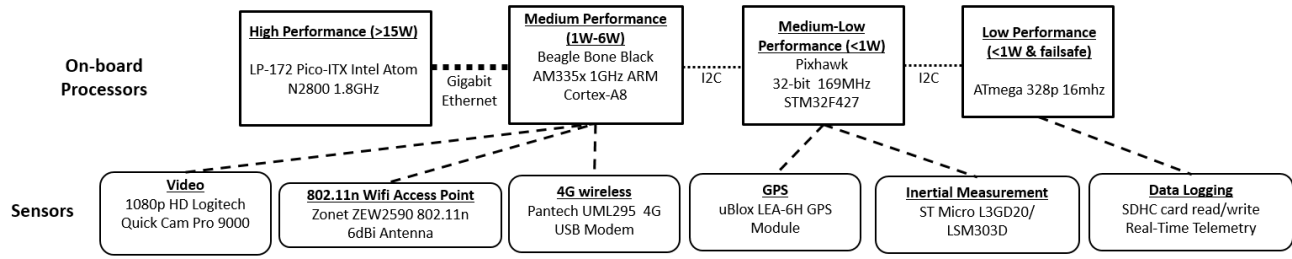 On-board
Processors
High Performance (>15W)
LP-172 Pico-ITX Intel Atom
N2800 1.8GHz
Gigabit
Ethernet
Medium Performance
(1W-6W)
Beagle Bone Black
AM335x 1GHz ARM
Cortex-A8
I2C
Medium-Low
Performance (<1W)
Pixhawk
32-bit 169MHz
STM32F427
I2C
Low Performance
(<1W & failsafe)
ATmega 328p 16mhz
Sensors
Video
1080p HD Logitech
Quick Cam Pro 9000
802.11n Wifi Access Point
Zonet ZEW2590 802.11n
6dBi Antenna
4G wireless
Pantech UML295 4G
USB Modem
GPS
uBlox LEA-6H GPS
Module
Inertial Measurement
ST Micro L3GD20/
LSM303D
Data Logging
SDHC card read/write
Real-Time Telemetry